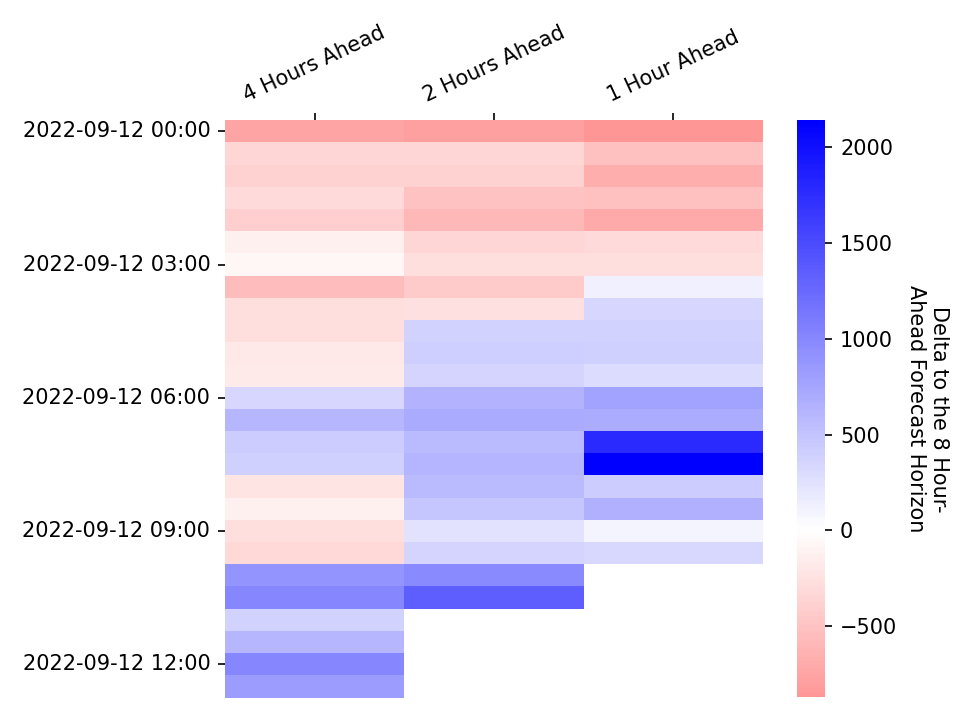 4 Hours Ahead
2 Hours Ahead
1 Hour Ahead
2022-09-12 00:00
2022-09-12 03:00
2022-09-12 06:00
2022-09-12 09:00
2022-09-12 12:00
2000
1500
1000
500
0
−500
Delta to the 8 Hour-
Ahead Forecast Horizon